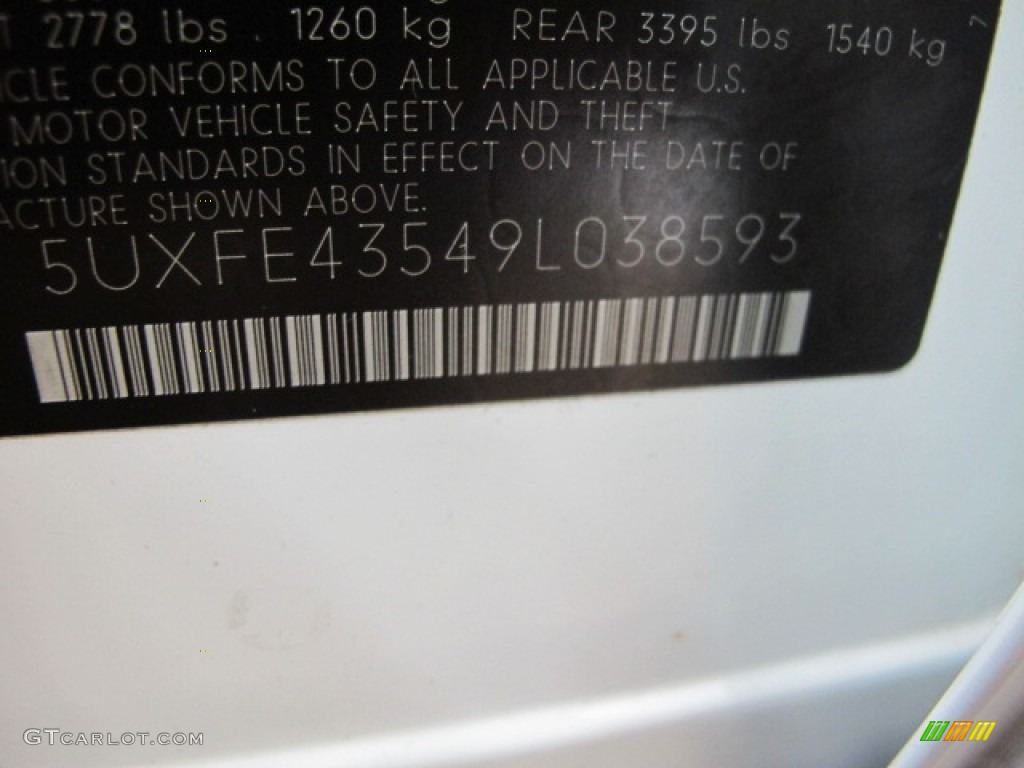 2778 lbs . 1260 kg REAR 3395 lbs 1540 kg
CONFORMS TO ALL APPLICABLE U.S.
MOTOR VEHICLE SAFETY AND THEFT
STANDARDS IN EFFECT ON THE DATE OF
SHOWN ABOVE.
5UXFE43549L038593
GTCARLOT.COM